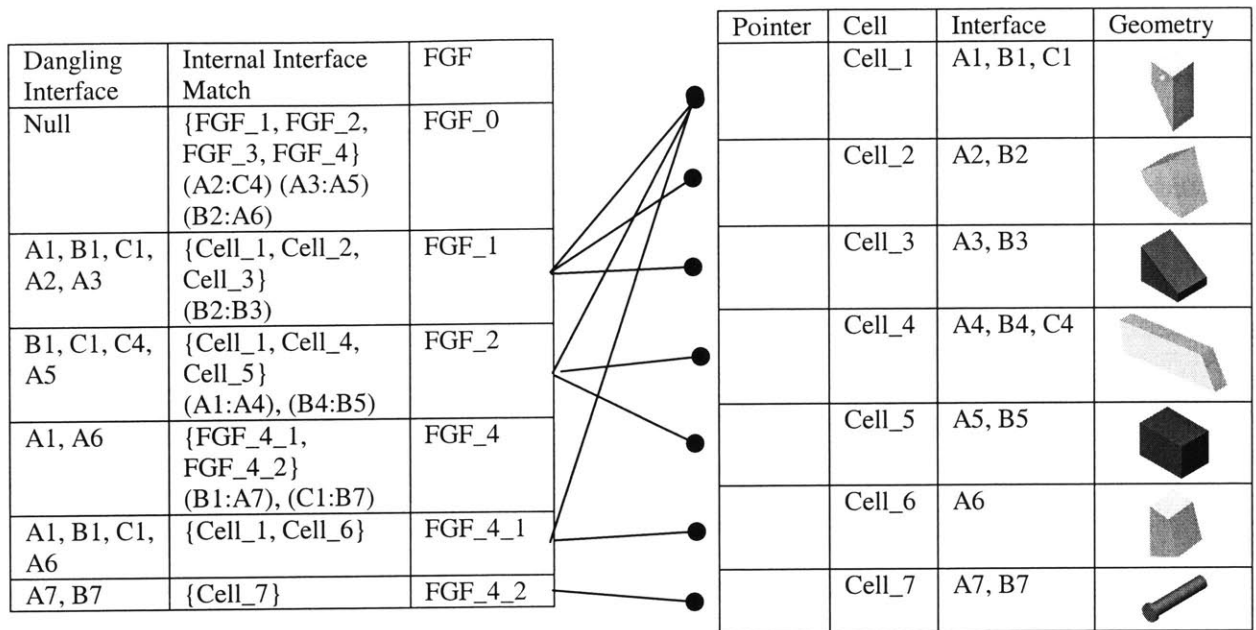 Dangling Interface | Internal Interface Match | FGF
Null | {FGF_1, FGF_2, FGF_3, FGF_4} (A2:C4) (A3:A5) (B2:A6) | FGF_0
A1, B1, C1, A2, A3 | {Cell_1, Cell_2, Cell_3} (B2:B3) | FGF_1
B1, C1, C4, A5 | {Cell_1, Cell_4, Cell_5} (A1:A4), (B4:B5) | FGF_2
A1, A6 | {FGF_4_1, FGF_4_2} (B1:A7), (C1:B7) | FGF_4
A1, B1, C1, A6 | {Cell_1, Cell_6} | FGF_4_1
A7, B7 | {Cell_7} | FGF_4_2
Pointer | Cell | Interface | Geometry
Cell_1 | A1, B1, C1
Cell_2 | A2, B2
Cell_3 | A3, B3
Cell_4 | A4, B4, C4
Cell_5 | A5, B5
Cell_6 | A6
Cell_7 | A7, B7